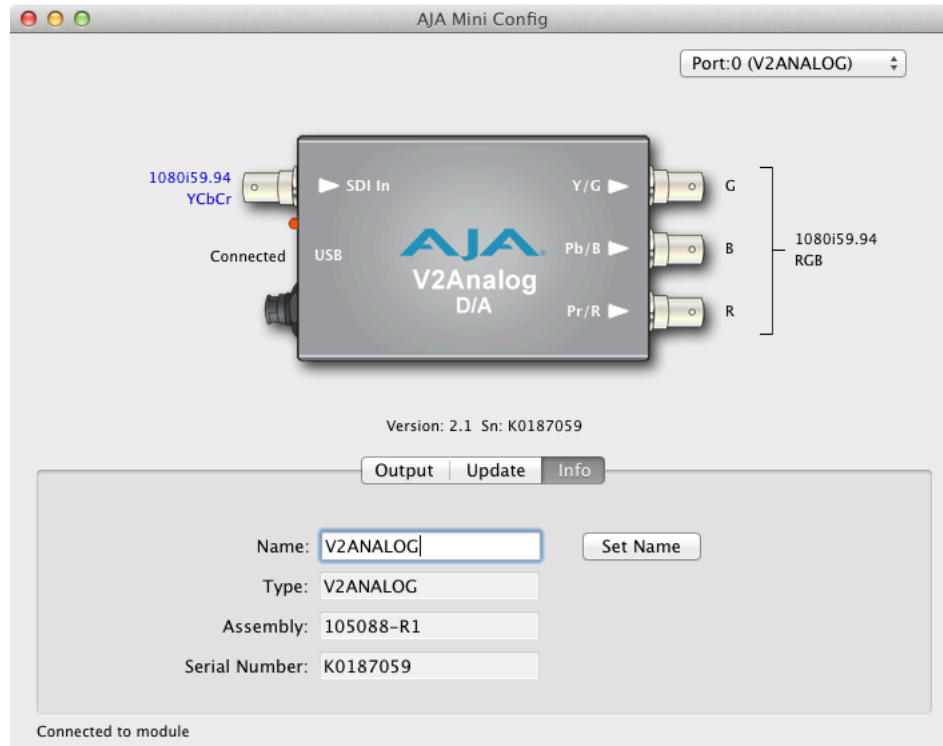 AJA Mini Config
Port:0 (V2ANALOG)
1080i59.94
YCbCr
SDI In
Y/G
G
Connected
USB
AJA
Pb/B
B
1080i59.94
RGB
V2Analog
D/A
Pr/R
R
Version: 2.1 Sn: K0187059
Output Update Info
Name: V2ANALOG Set Name
Type: V2ANALOG
Assembly: 105088-R1
Serial Number: K0187059
Connected to module